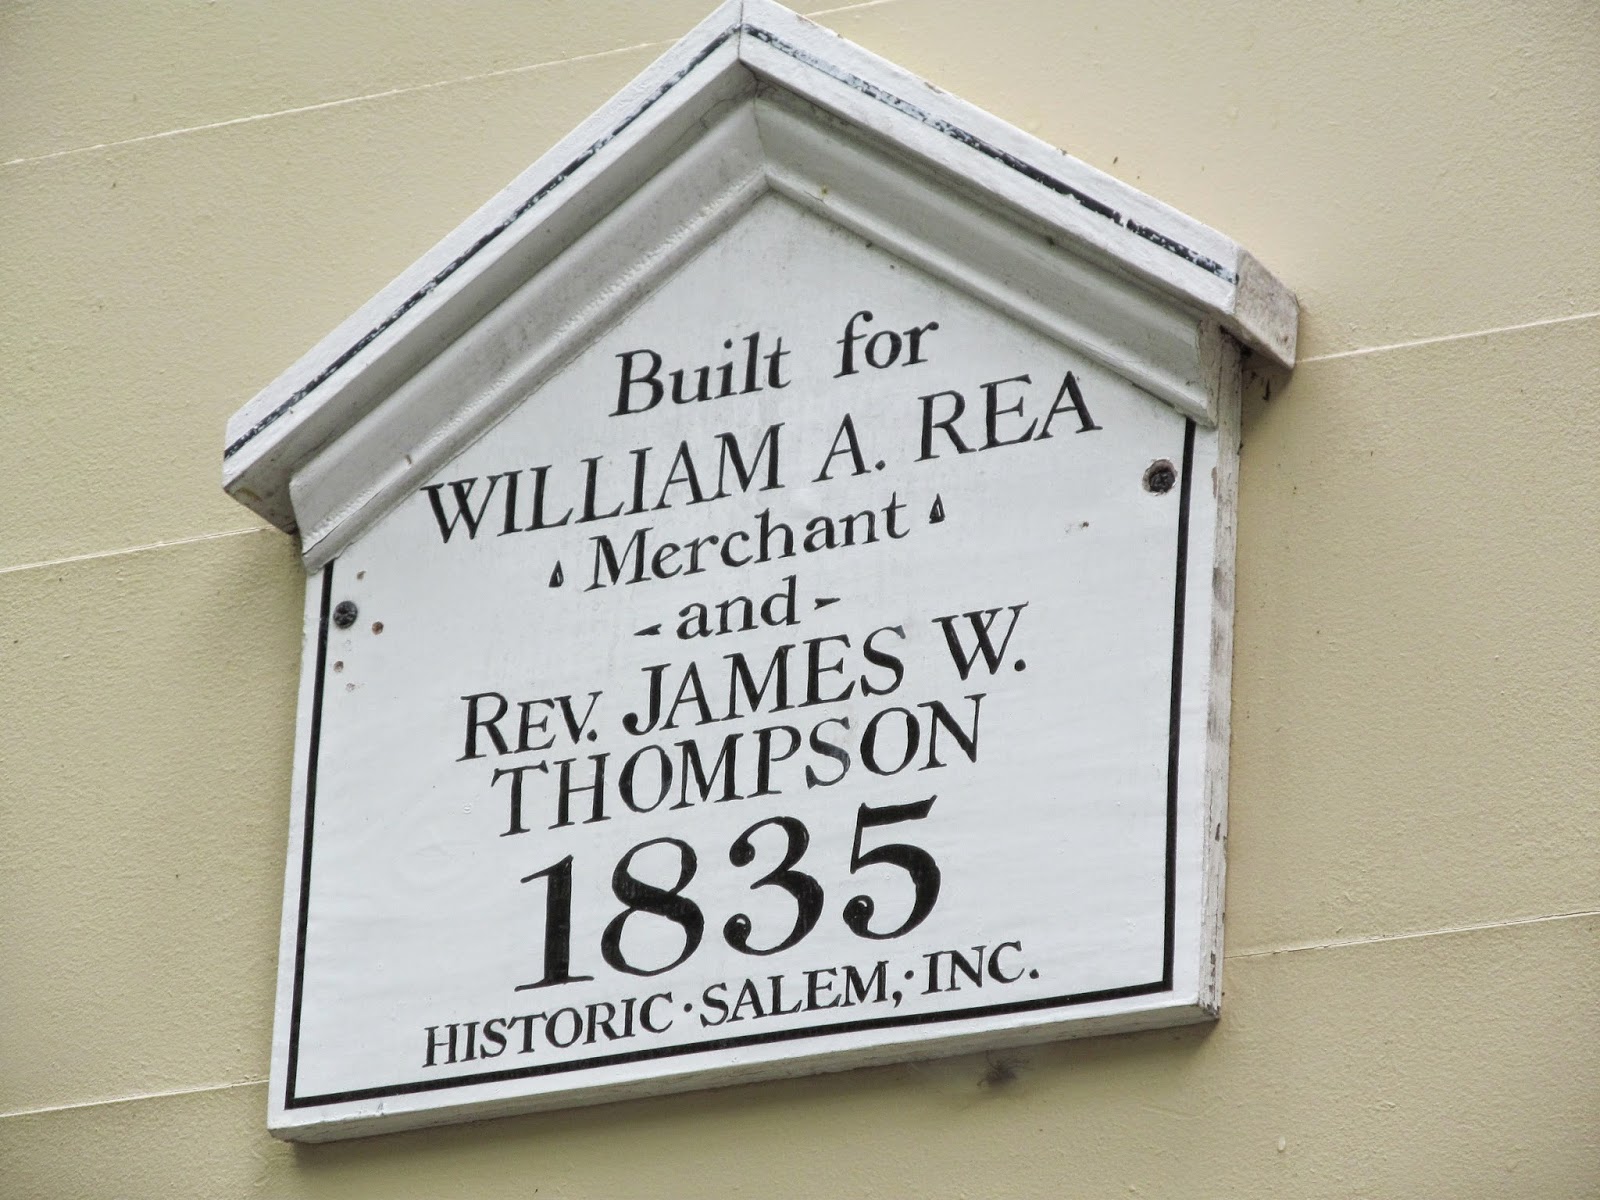 Built for
WILLIAM A. REA
Merchant
-and-
REV. JAMES W.
THOMPSON
1835
HISTORIC·SALEM,·INC.